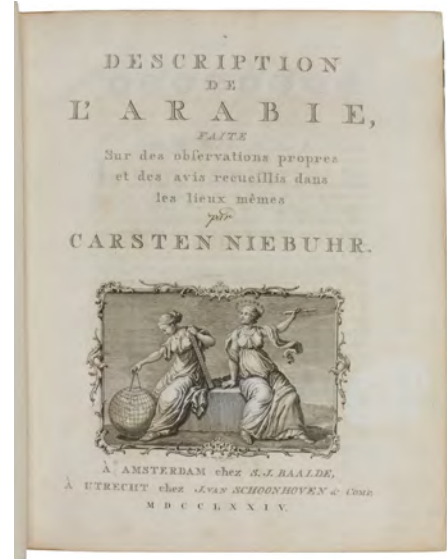 DESCRIPTION
DE
L'ARABIE,
FAITE
Sur des obſervations propres
et des avis recueillis dans
les lieux mêmes
par
CARSTEN NIEBUHR.
À AMSTERDAM chez S. J. BAALDE,
À UTRECHT chez J. VAN SCHOONHOVEN & COMP.
MDCCLXXIV.